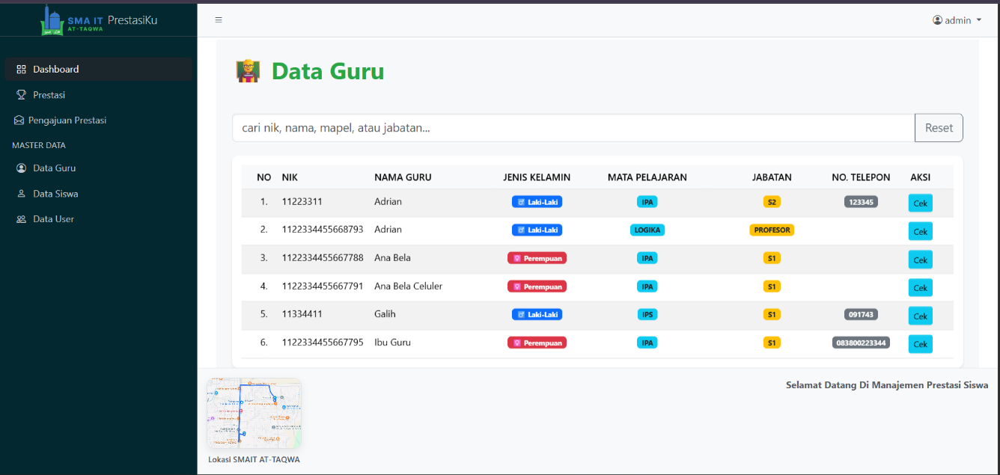 SMA IT PrestasiKu
AT-TAQWA
admin
Dashboard
Prestasi
Pengajuan Prestasi
MASTER DATA
Data Guru
Data Siswa
Data User
Data Guru
cari nik, nama, mapel, atau jabatan... Reset
NO NIK NAMA GURU JENIS KELAMIN MATA PELAJARAN JABATAN NO. TELEPON AKSI
1. 11223311 Adrian Laki-Laki IPA S2 123345 Cek
2. 1122334455668793 Adrian Laki-Laki LOGIKA PROFESOR Cek
3. 1122334455667788 Ana Bela Perempuan IPA S1 Cek
4. 1122334455667791 Ana Bela Celuler Perempuan IPA S1 Cek
5. 11334411 Galih Laki-Laki IPS S1 091743 Cek
6. 1122334455667795 Ibu Guru Perempuan IPA S1 083800223344 Cek
Selamat Datang Di Manajemen Prestasi Siswa
Lokasi SMAIT AT-TAQWA